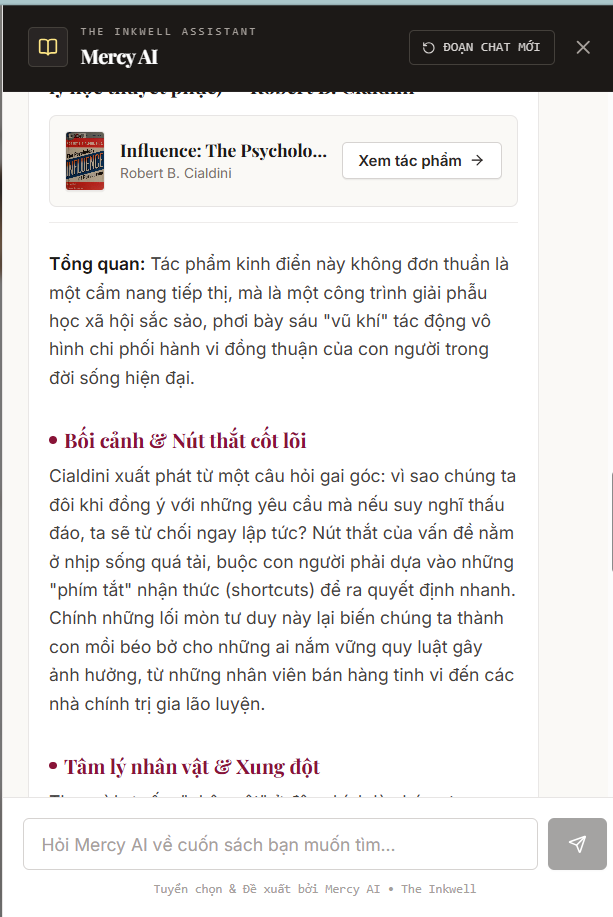 THE INKWELL ASSISTANT
Mercy AI
ĐOẠN CHAT MỚI
lý học thuyết phục) — Robert B. Cialdini
INFLUENCE
Influence: The Psycholo...
Robert B. Cialdini
Xem tác phẩm →
Tổng quan: Tác phẩm kinh điển này không đơn thuần là
một cẩm nang tiếp thị, mà là một công trình giải phẫu
học xã hội sắc sảo, phơi bày sáu "vũ khí" tác động vô
hình chi phối hành vi đồng thuận của con người trong
đời sống hiện đại.
• Bối cảnh & Nút thắt cốt lõi
Cialdini xuất phát từ một câu hỏi gai góc: vì sao chúng ta
đôi khi đồng ý với những yêu cầu mà nếu suy nghĩ thấu
đáo, ta sẽ từ chối ngay lập tức? Nút thắt của vấn đề nằm
ở nhịp sống quá tải, buộc con người phải dựa vào những
"phím tắt" nhận thức (shortcuts) để ra quyết định nhanh.
Chính những lối mòn tư duy này lại biến chúng ta thành
con mồi béo bở cho những ai nắm vững quy luật gây
ảnh hưởng, từ những nhân viên bán hàng tinh vi đến các
nhà chính trị gia lão luyện.
• Tâm lý nhân vật & Xung đột
Hỏi Mercy AI về cuốn sách bạn muốn tìm...
Tuyển chọn & Đề xuất bởi Mercy AI • The Inkwell